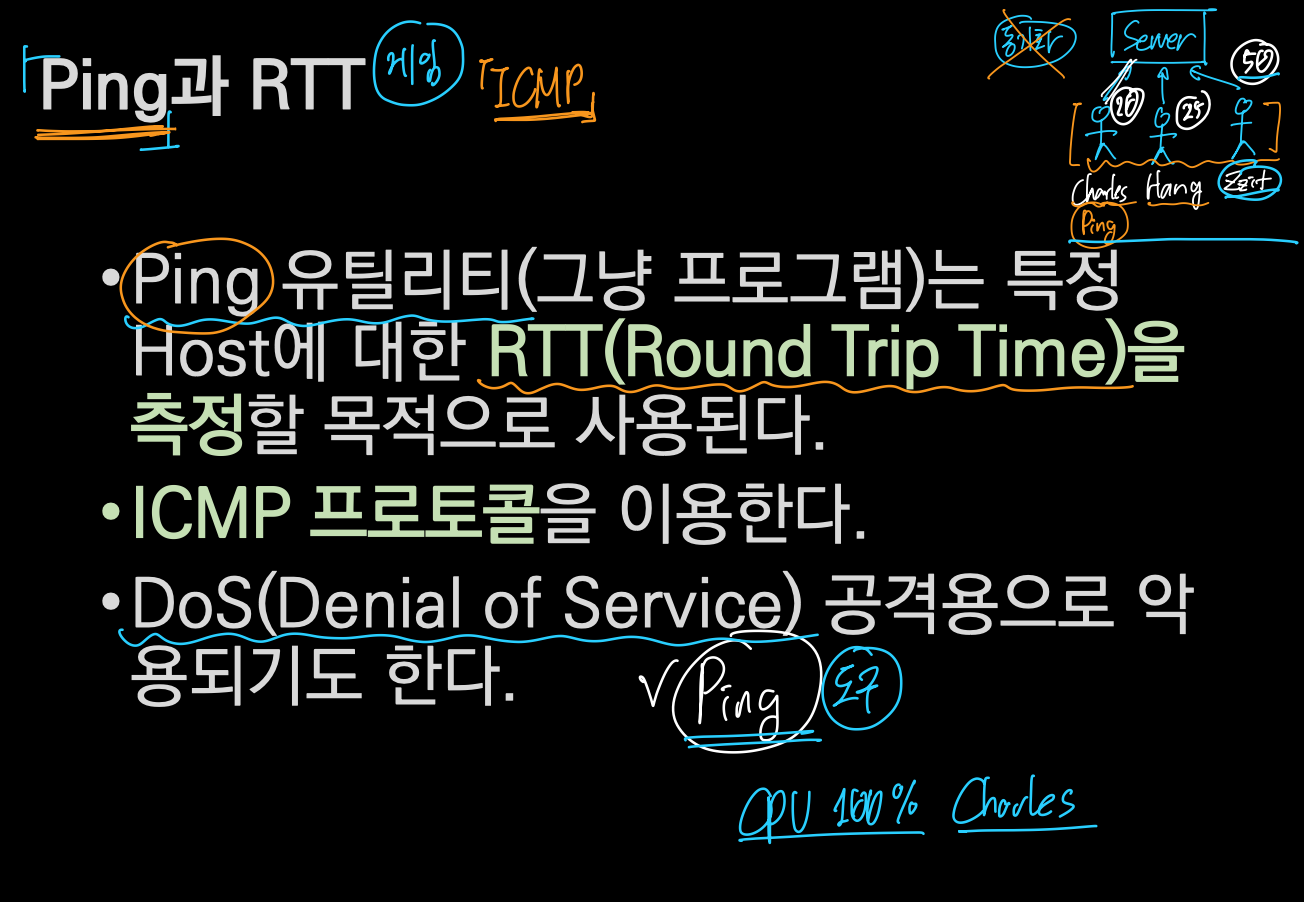 Ping과 RTT 게임 「ICMP」
Server
50
20 25
Charles Hang
Ping
• Ping 유틸리티(그냥 프로그램)는 특정
Host에 대한 RTT(Round Trip Time)을
측정할 목적으로 사용된다.
• ICMP 프로토콜을 이용한다.
• DoS(Denial of Service) 공격용으로 악
용되기도 한다.
Ping 도구
CPU 100% Charles